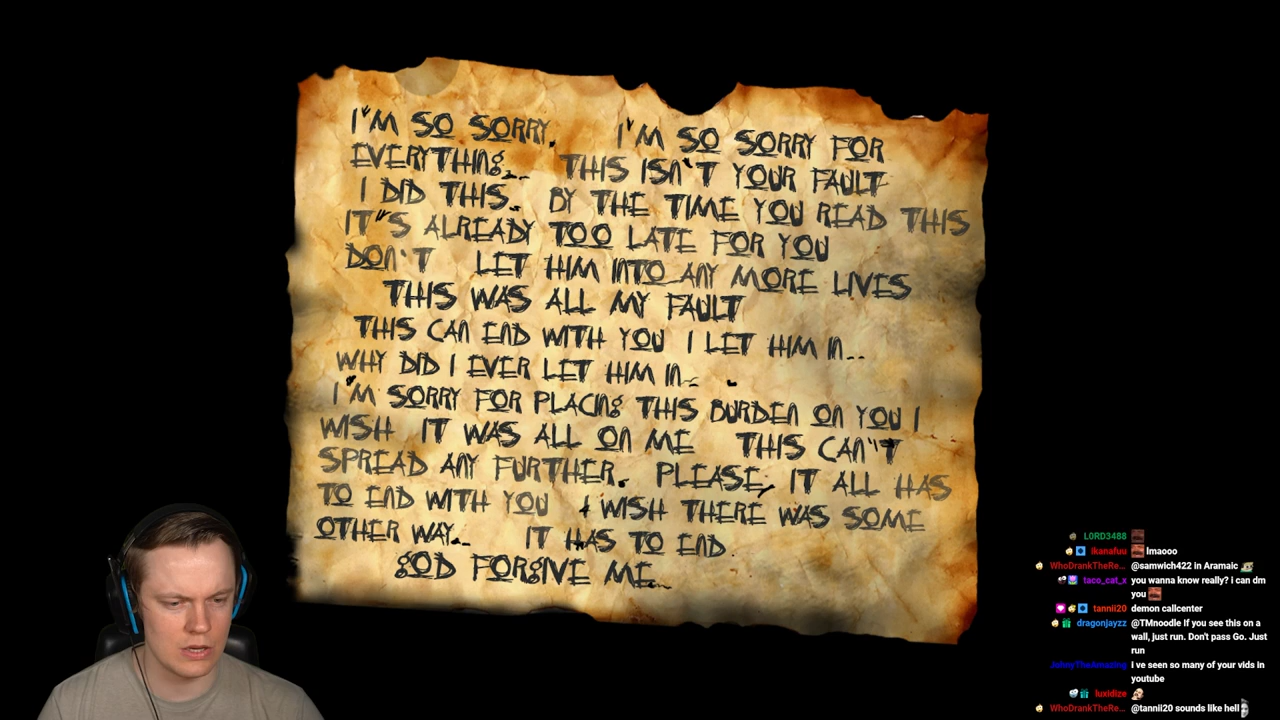 I'M SO SORRY. I'M SO SORRY FOR
EVERYTHINg... THIS ISN'T YOUR FAULT
I DID THIS. BY THE TIME YOU READ THIS
IT'S ALREADY TOO LATE FOR YOU
DON'T LET HIM INTO ANY MORE LIVES
THIS WAS ALL MY FAULT
THIS CAN END WITH YOU I LET HIM IN...
WHY DID I EVER LET HIM IN...
I'M SORRY FOR PLACINg THIS BURDEN ON YOU I
WISH IT WAS ALL ON ME THIS CAN'T
SPREAD ANY FURTHER. PLEASE, IT ALL HAS
TO END WITH YOU I WISH THERE WAS SOME
OTHER WAY... IT HAS TO END
gOD FORgIVE ME...
L0RD3488
ikanafuu lmaooo
WhoDrankTheRe... @samwich422 in Aramaic
taco_cat_x you wanna know really? i can dm
you
tannii20 demon callcenter
dragonjayzz @TMnoodle if you see this on a
wall, just run. Don't pass Go. Just
run
JohnyTheAmazing i ve seen so many of your vids in
youtube
luxidize
WhoDrankTheRe... @tannii20 sounds like hell